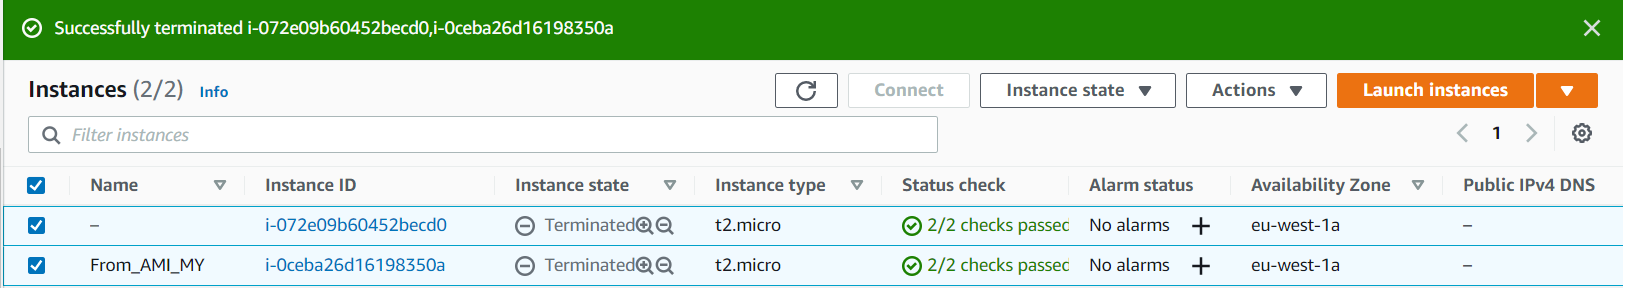 Successfully terminated i-072e09b60452becd0,i-0ceba26d16198350a
Instances (2/2) Info Connect Instance state Actions Launch instances
Filter instances 1
Name Instance ID Instance state Instance type Status check Alarm status Availability Zone Public IPv4 DNS
– i-072e09b60452becd0 Terminated t2.micro 2/2 checks passed No alarms + eu-west-1a –
From_AMI_MY i-0ceba26d16198350a Terminated t2.micro 2/2 checks passed No alarms + eu-west-1a –